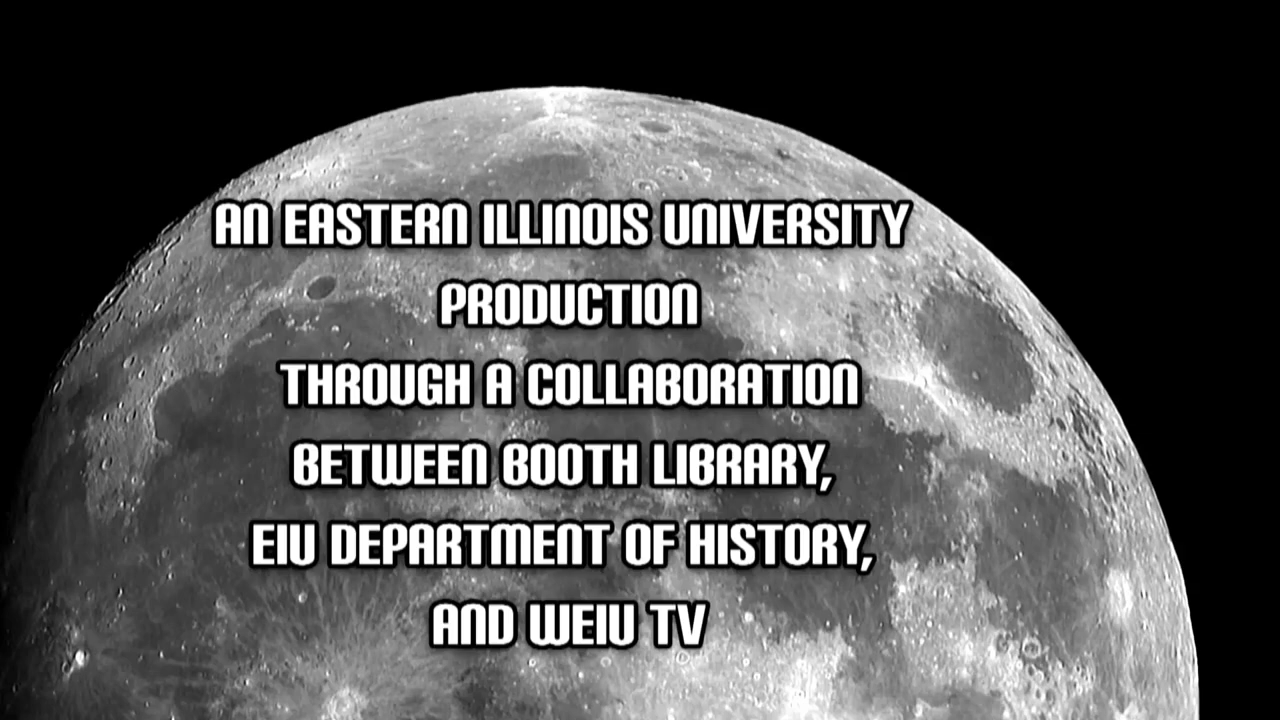 AN EASTERN ILLINOIS UNIVERSITY
PRODUCTION
THROUGH A COLLABORATION
BETWEEN BOOTH LIBRARY,
EIU DEPARTMENT OF HISTORY,
AND WEIU TV